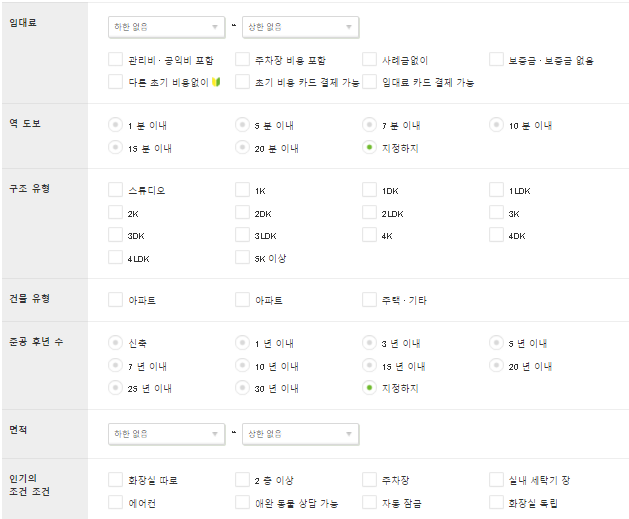 임대료
하한 없음 ~ 상한 없음
관리비 · 공익비 포함 주차장 비용 포함 사례금없이 보증금 · 보증금 없음
다른 초기 비용없이 초기 비용 카드 결제 가능 임대료 카드 결제 가능
역 도보
1 분 이내 5 분 이내 7 분 이내 10 분 이내
15 분 이내 20 분 이내 지정하지
구조 유형
스튜디오 1K 1DK 1LDK
2K 2DK 2LDK 3K
3DK 3LDK 4K 4DK
4LDK 5K 이상
건물 유형
아파트 아파트 주택 · 기타
준공 후년 수
신축 1 년 이내 3 년 이내 5 년 이내
7 년 이내 10 년 이내 15 년 이내 20 년 이내
25 년 이내 30 년 이내 지정하지
면적
하한 없음 ~ 상한 없음
인기의
조건 조건
화장실 따로 2 층 이상 주차장 실내 세탁기 장
에어컨 애완 동물 상담 가능 자동 잠금 화장실 독립